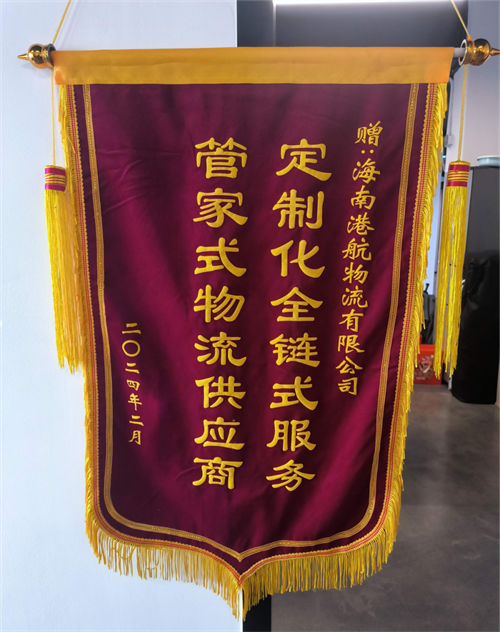 赠:海南港航物流有限公司
定制化全链式服务
管家式物流供应商
二〇二四年二月